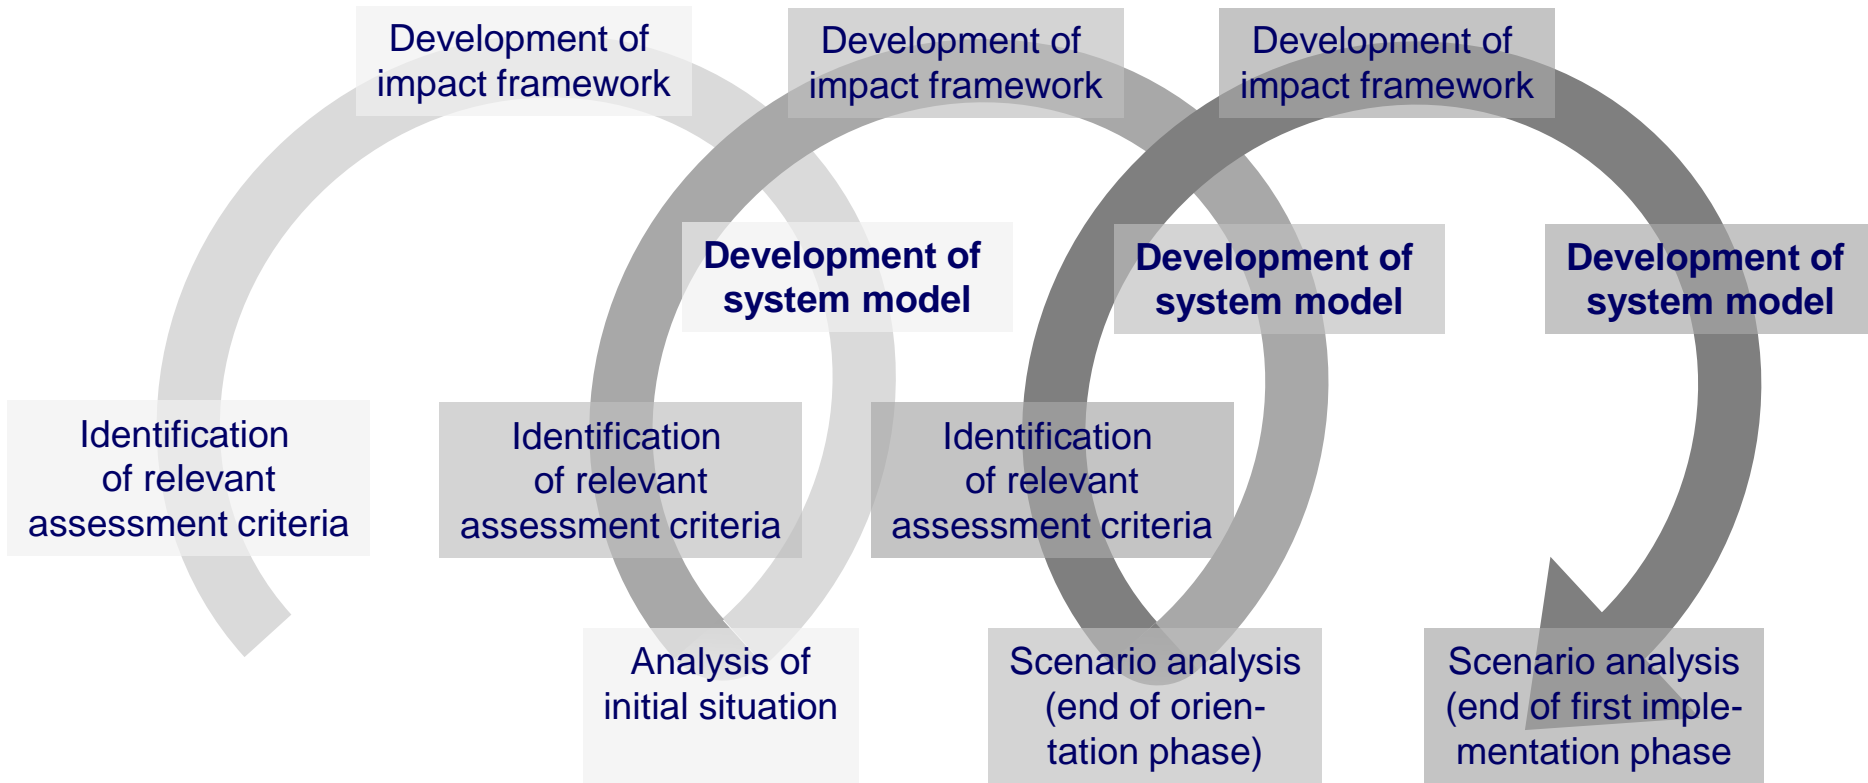 Development of
impact framework
Development of
impact framework
Development of
impact framework
Development of
system model
Development of
system model
Development of
system model
Identification
of relevant
assessment criteria
Identification
of relevant
assessment criteria
Identification
of relevant
assessment criteria
Analysis of
initial situation
Scenario analysis
(end of orien-
tation phase)
Scenario analysis
(end of first imple-
mentation phase